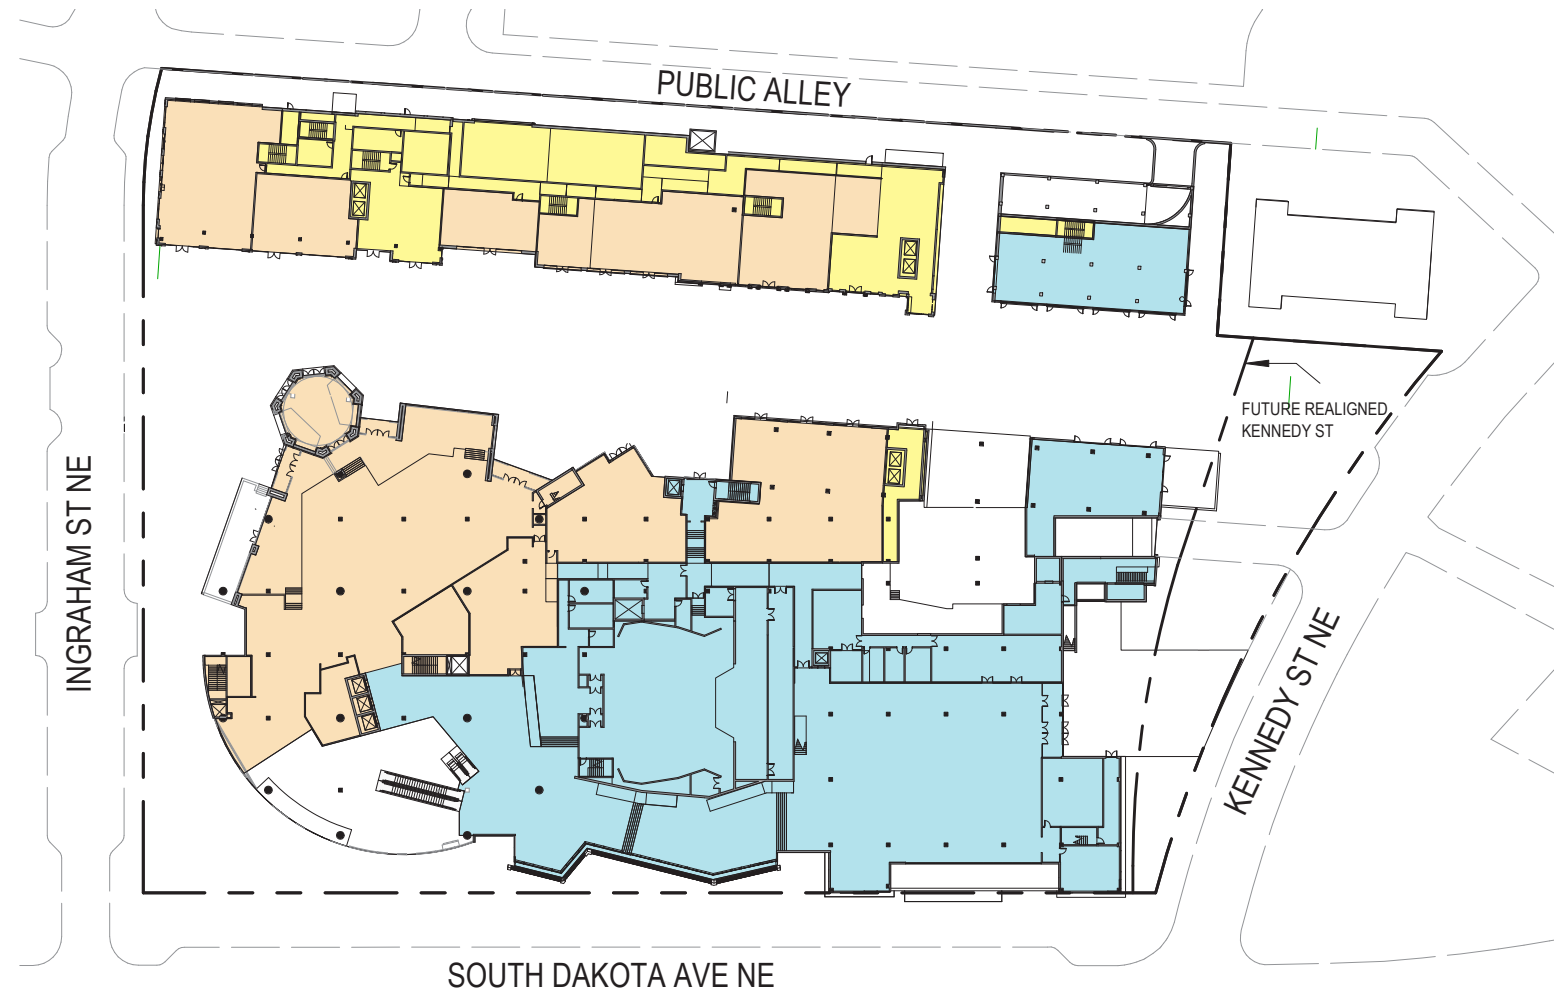 PUBLIC ALLEY
FUTURE REALIGNED
KENNEDY ST
INGRAHAM ST NE
KENNEDY ST NE
SOUTH DAKOTA AVE NE